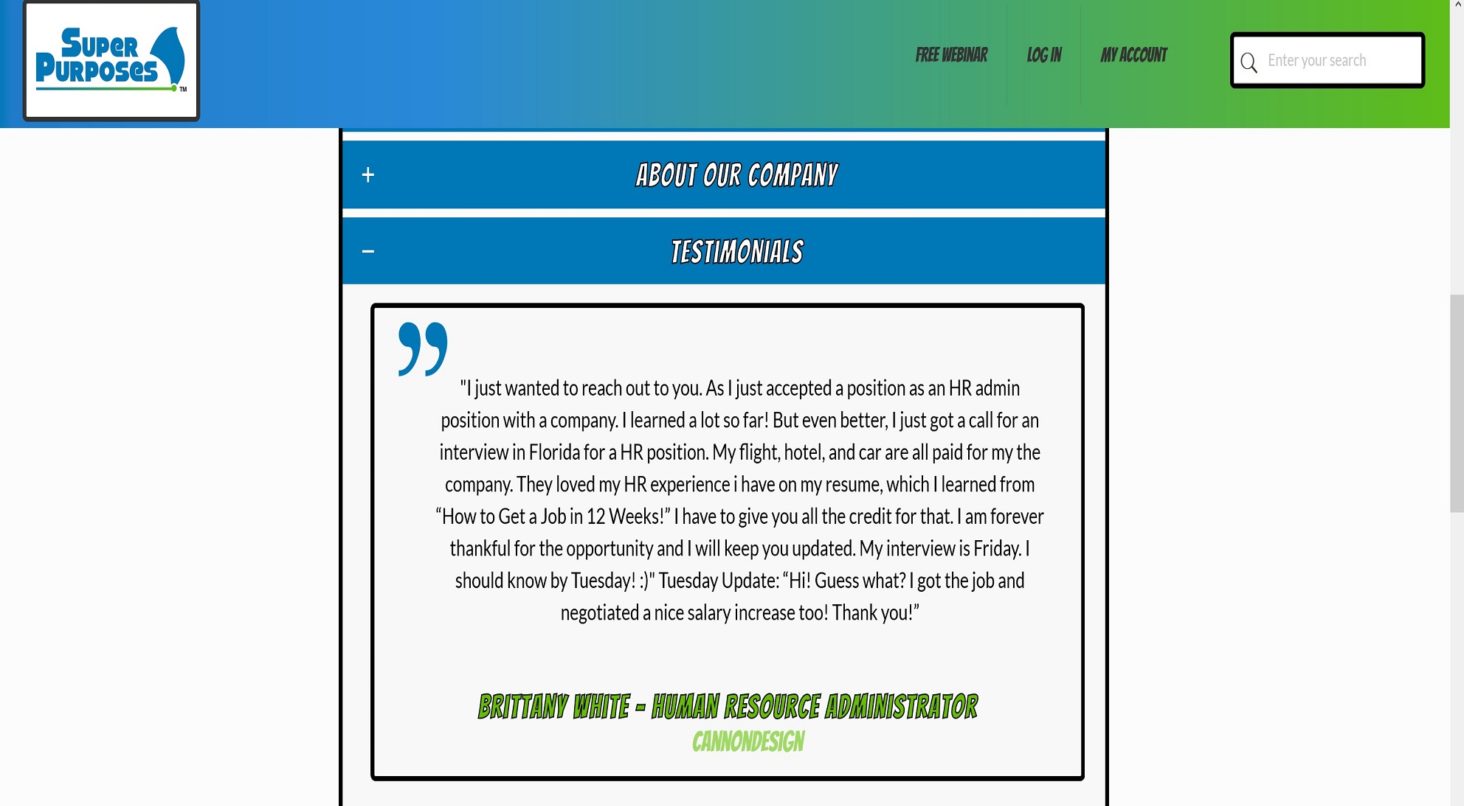 Super
Purposes
TM
FREE WEBINAR
LOG IN
MY ACCOUNT
Enter your search
+ ABOUT OUR COMPANY
− TESTIMONIALS
”
"I just wanted to reach out to you. As I just accepted a position as an HR admin
position with a company. I learned a lot so far! But even better, I just got a call for an
interview in Florida for a HR position. My flight, hotel, and car are all paid for my the
company. They loved my HR experience i have on my resume, which I learned from
“How to Get a Job in 12 Weeks!” I have to give you all the credit for that. I am forever
thankful for the opportunity and I will keep you updated. My interview is Friday. I
should know by Tuesday! :)" Tuesday Update: “Hi! Guess what? I got the job and
negotiated a nice salary increase too! Thank you!”
BRITTANY WHITE - HUMAN RESOURCE ADMINISTRATOR
CANNONDESIGN